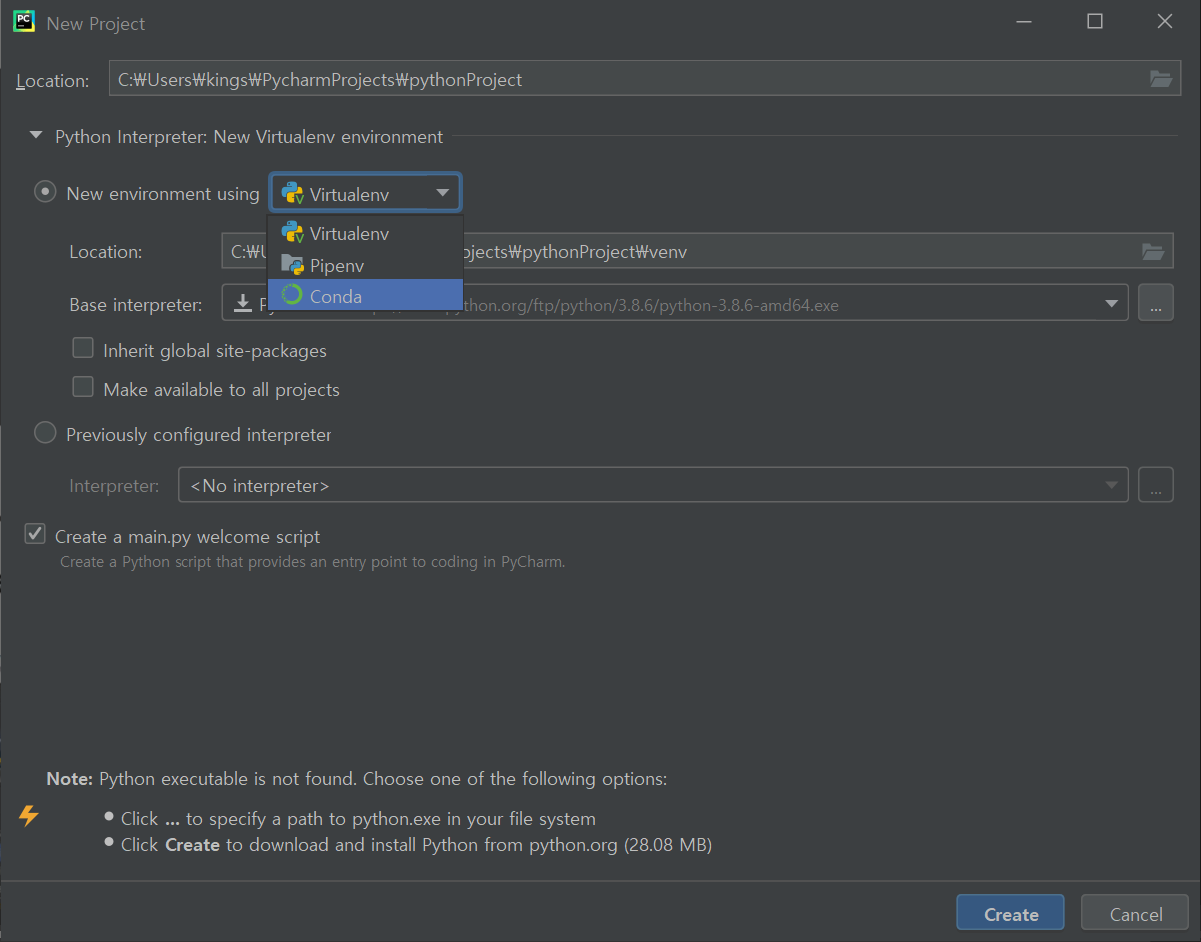 PC
New Project
Location: C:₩Users₩kings₩PycharmProjects₩pythonProject
Python Interpreter: New Virtualenv environment
New environment using Virtualenv
Virtualenv
Location: C:₩ jects₩pythonProject₩venv
Pipenv
Conda
Base interpreter: thon.org/ftp/python/3.8.6/python-3.8.6-amd64.exe ...
Inherit global site-packages
Make available to all projects
Previously configured interpreter
Interpreter: <No interpreter> ...
Create a main.py welcome script
Create a Python script that provides an entry point to coding in PyCharm.
Note: Python executable is not found. Choose one of the following options:
• Click ... to specify a path to python.exe in your file system
• Click Create to download and install Python from python.org (28.08 MB)
Create Cancel